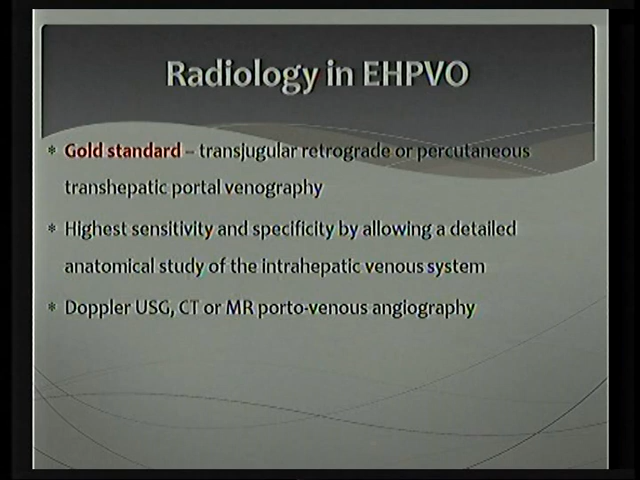 Radiology in EHPVO
* Gold standard – transjugular retrograde or percutaneous
transhepatic portal venography
* Highest sensitivity and specificity by allowing a detailed
anatomical study of the intrahepatic venous system
* Doppler USG, CT or MR porto-venous angiography